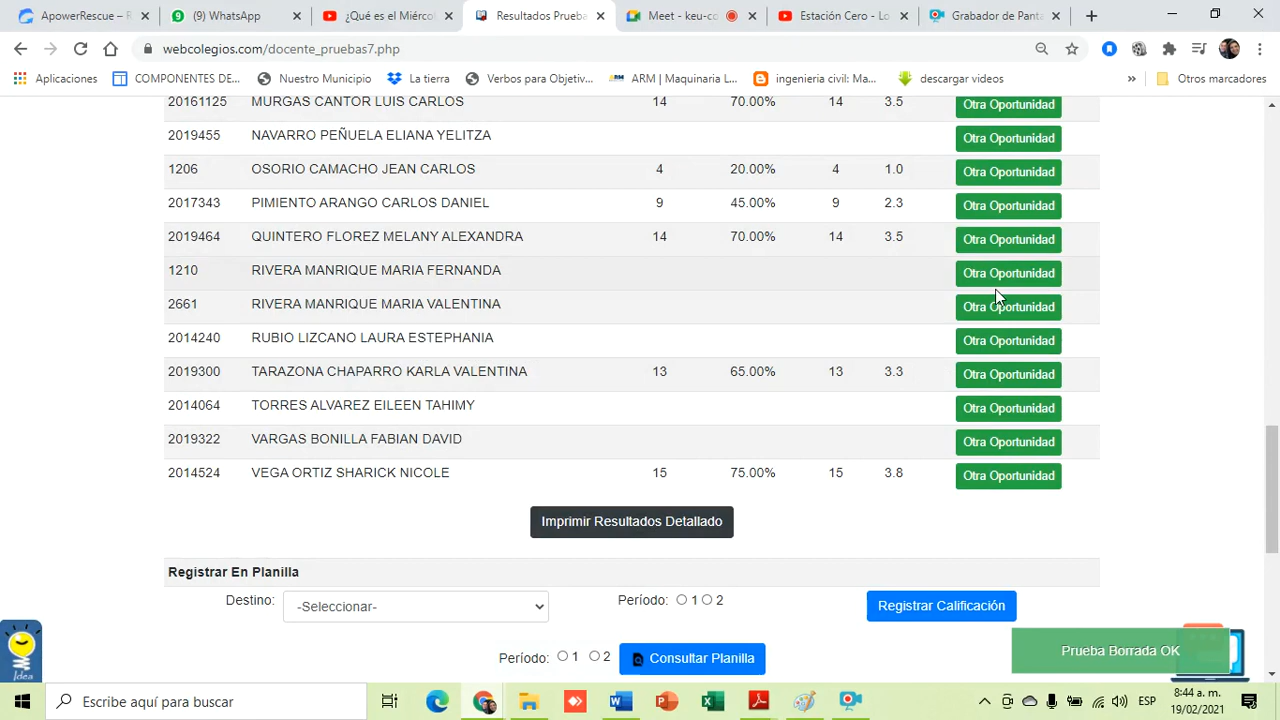 ApowerRescue – R
(9) WhatsApp
¿Qué es el Miérco
Resultados Prueba
Meet - keu-co
Estación Cero - Lo
Grabador de Panta
webcolegios.com/docente_pruebas7.php
Aplicaciones
COMPONENTES DE...
Nuestro Municipio
La tierra
Verbos para Objetiv...
ARM | Maquinaria L...
ingenieria civil: Ma...
descargar videos
»
Otros marcadores
20161125 MURGAS CANTOR LUIS CARLOS 14 70.00% 14 3.5 Otra Oportunidad
2019455 NAVARRO PEÑUELA ELIANA YELITZA Otra Oportunidad
1206 OSORIO CAMACHO JEAN CARLOS 4 20.00% 4 1.0 Otra Oportunidad
2017343 PIMIENTO ARANGO CARLOS DANIEL 9 45.00% 9 2.3 Otra Oportunidad
2019464 QUINTERO FLOREZ MELANY ALEXANDRA 14 70.00% 14 3.5 Otra Oportunidad
1210 RIVERA MANRIQUE MARIA FERNANDA Otra Oportunidad
2661 RIVERA MANRIQUE MARIA VALENTINA Otra Oportunidad
2014240 RUBIO LIZCANO LAURA ESTEPHANIA Otra Oportunidad
2019300 TARAZONA CHAPARRO KARLA VALENTINA 13 65.00% 13 3.3 Otra Oportunidad
2014064 TORRES ALVAREZ EILEEN TAHIMY Otra Oportunidad
2019322 VARGAS BONILLA FABIAN DAVID Otra Oportunidad
2014524 VEGA ORTIZ SHARICK NICOLE 15 75.00% 15 3.8 Otra Oportunidad
Imprimir Resultados Detallado
Registrar En Planilla
Destino: -Seleccionar- Período: 1 2 Registrar Calificación
Periodo: 1 2 Consultar Planilla
Prueba Borrada OK
Idea
Escribe aquí para buscar
ESP
8:44 a. m.
19/02/2021